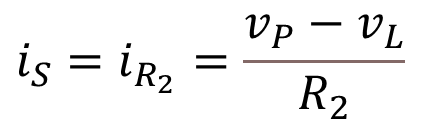 i_S = i_{R_2} = \frac{v_P - v_L}{R_2}